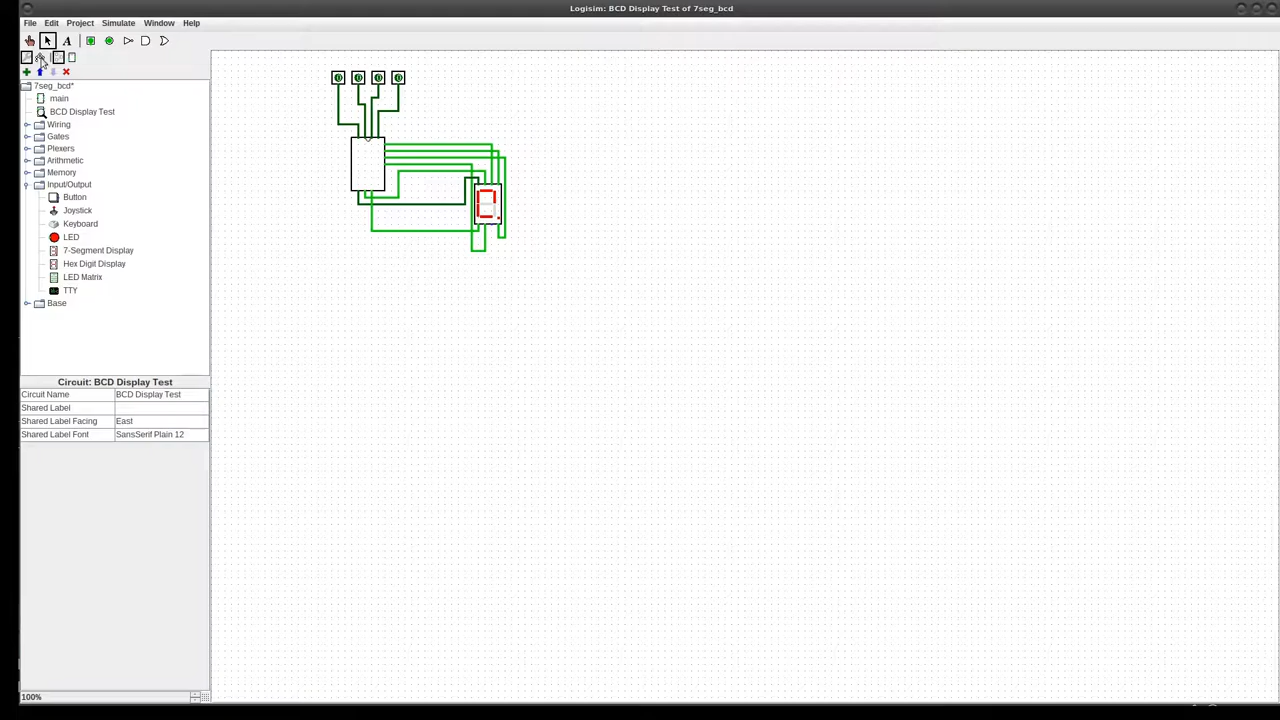 Logisim: BCD Display Test of 7seg_bcd
File Edit Project Simulate Window Help
A
7seg_bcd*
main
BCD Display Test
Wiring
Gates
Plexers
Arithmetic
Memory
Input/Output
Button
Joystick
Keyboard
LED
7-Segment Display
Hex Digit Display
LED Matrix
TTY
Base
Circuit: BCD Display Test
Circuit Name BCD Display Test
Shared Label
Shared Label Facing East
Shared Label Font SansSerif Plain 12
100%